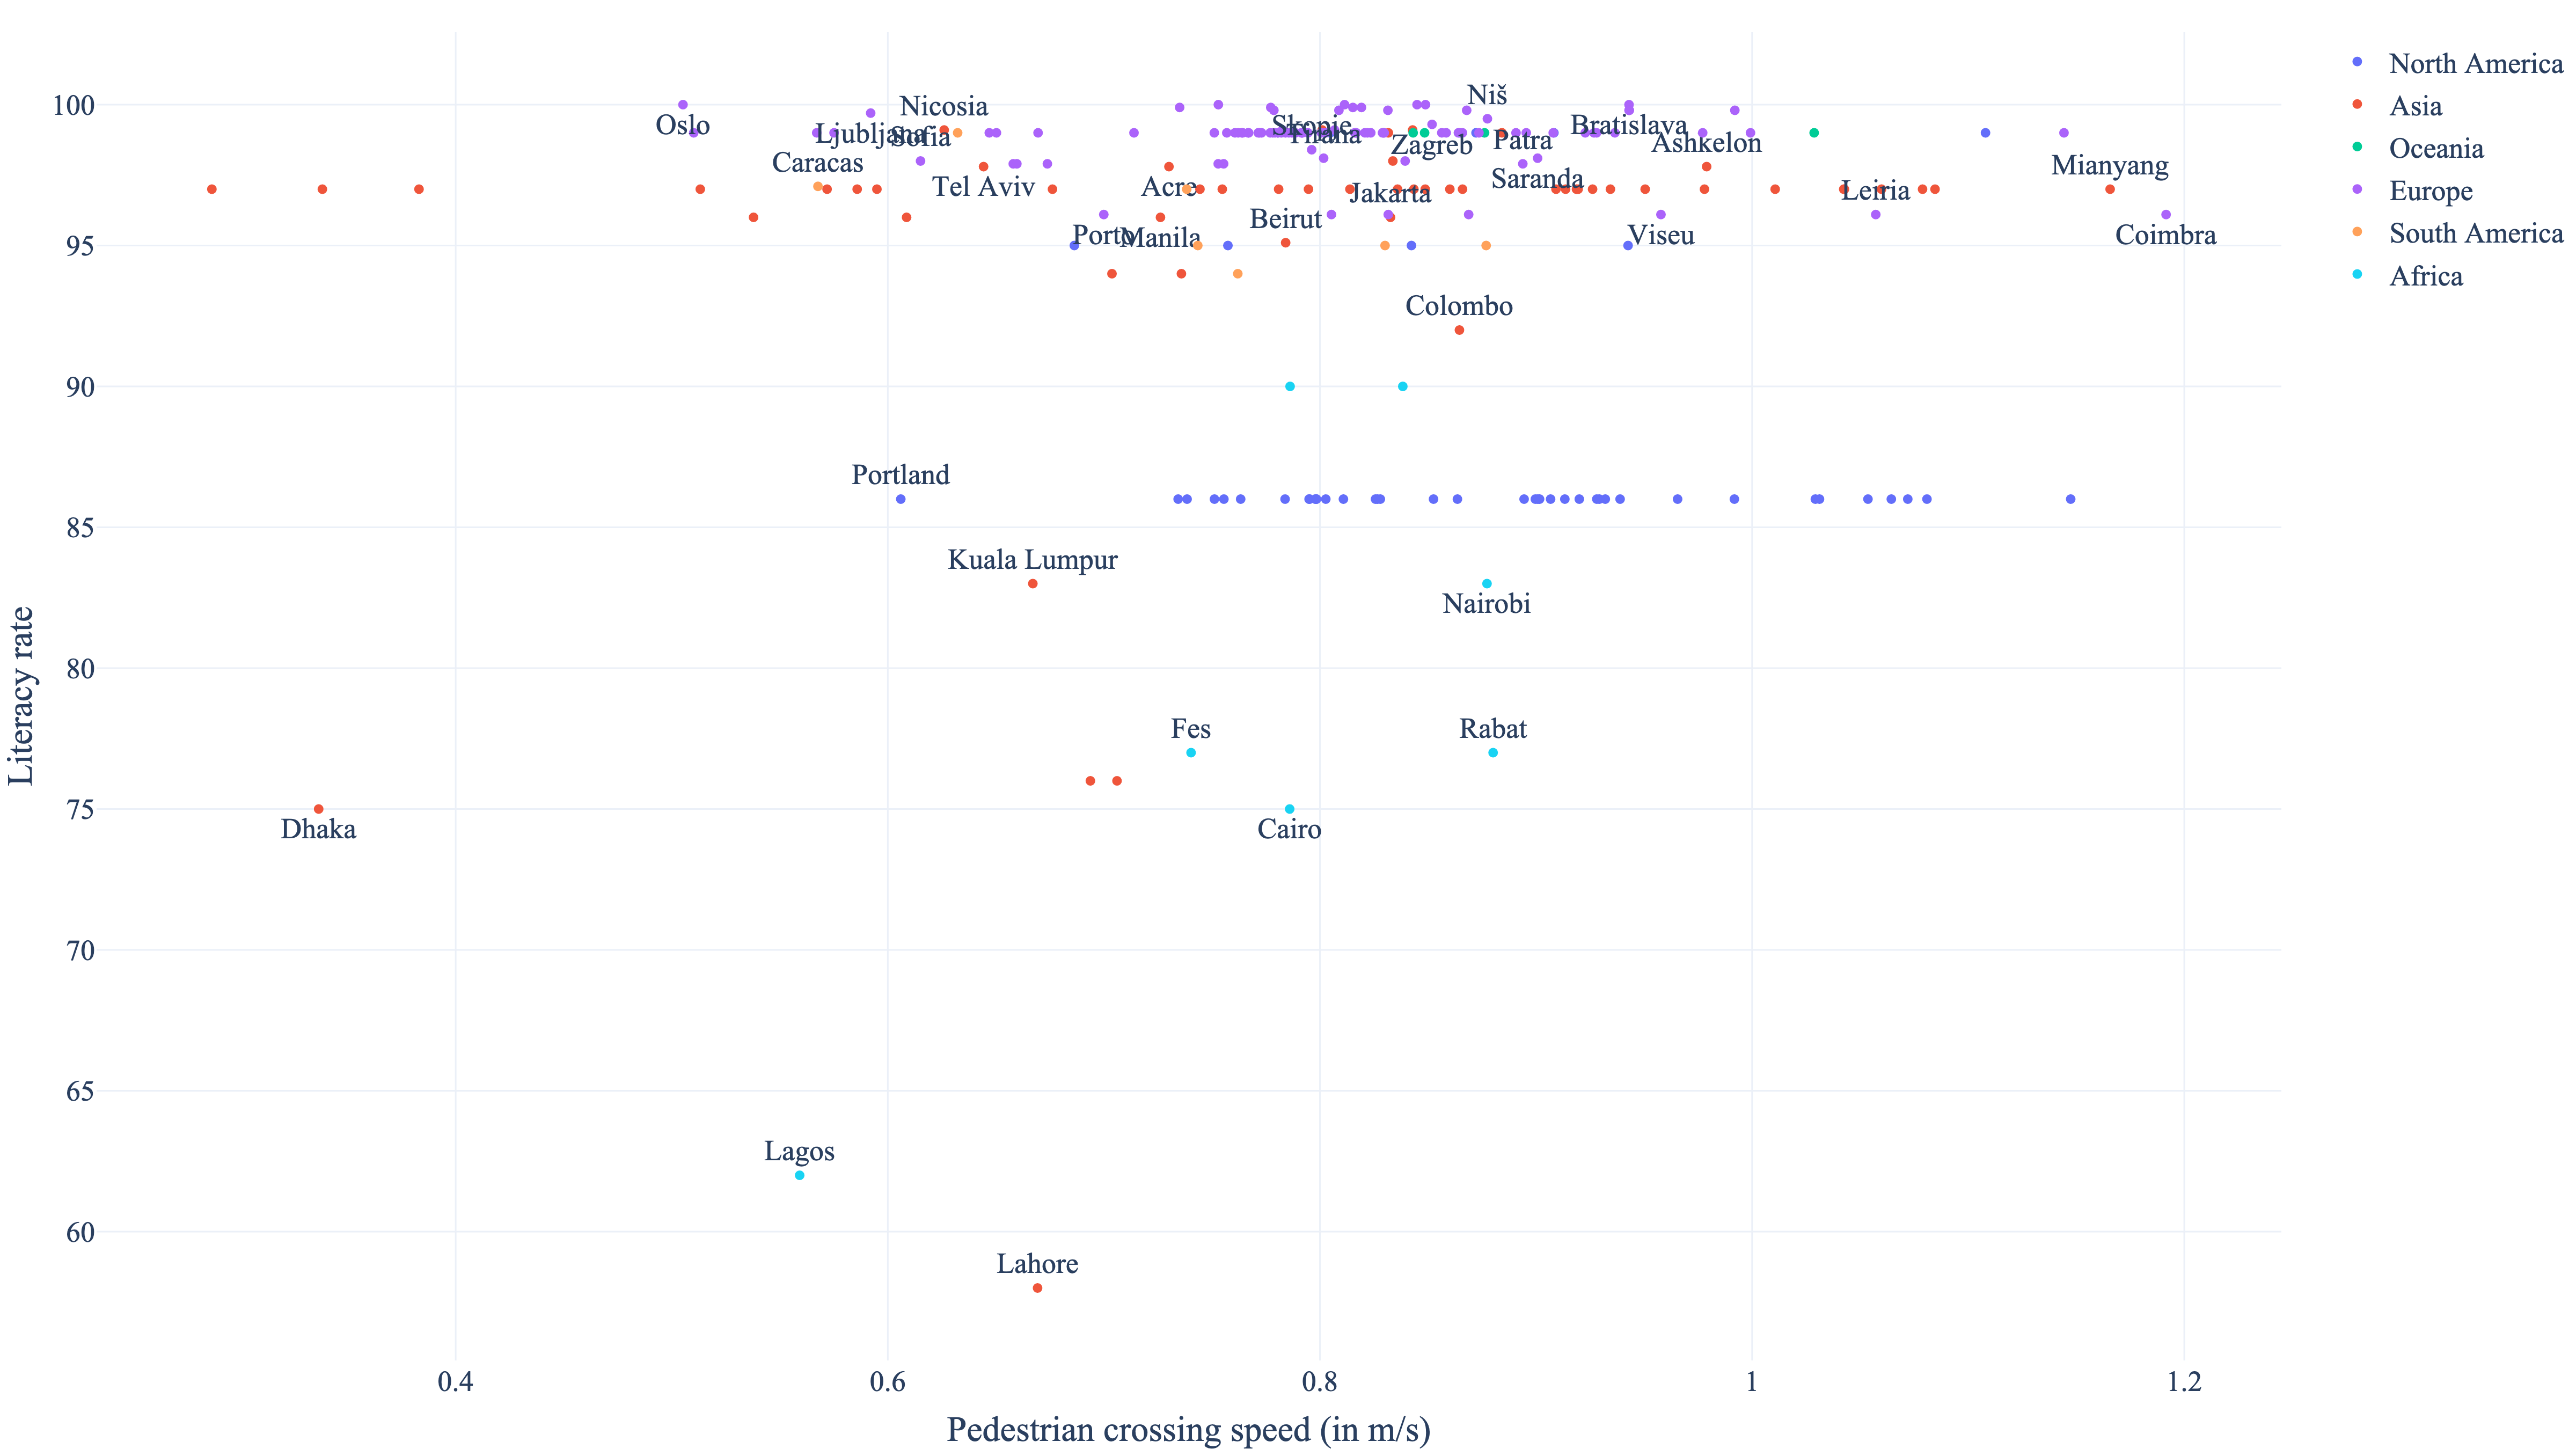 100
95
90
85
80
75
70
65
60
Literacy rate
0.4
0.6
0.8
1
1.2
Pedestrian crossing speed (in m/s)
North America
Asia
Oceania
Europe
South America
Africa
Niš
Nicosia
Oslo
Ljubljana
Sofia
Skopje
Tirana
Zagreb
Patra
Bratislava
Ashkelon
Caracas
Mianyang
Tel Aviv
Acre
Jakarta
Saranda
Leiria
Beirut
Porto
Manila
Viseu
Coimbra
Colombo
Portland
Kuala Lumpur
Nairobi
Fes
Rabat
Dhaka
Cairo
Lagos
Lahore